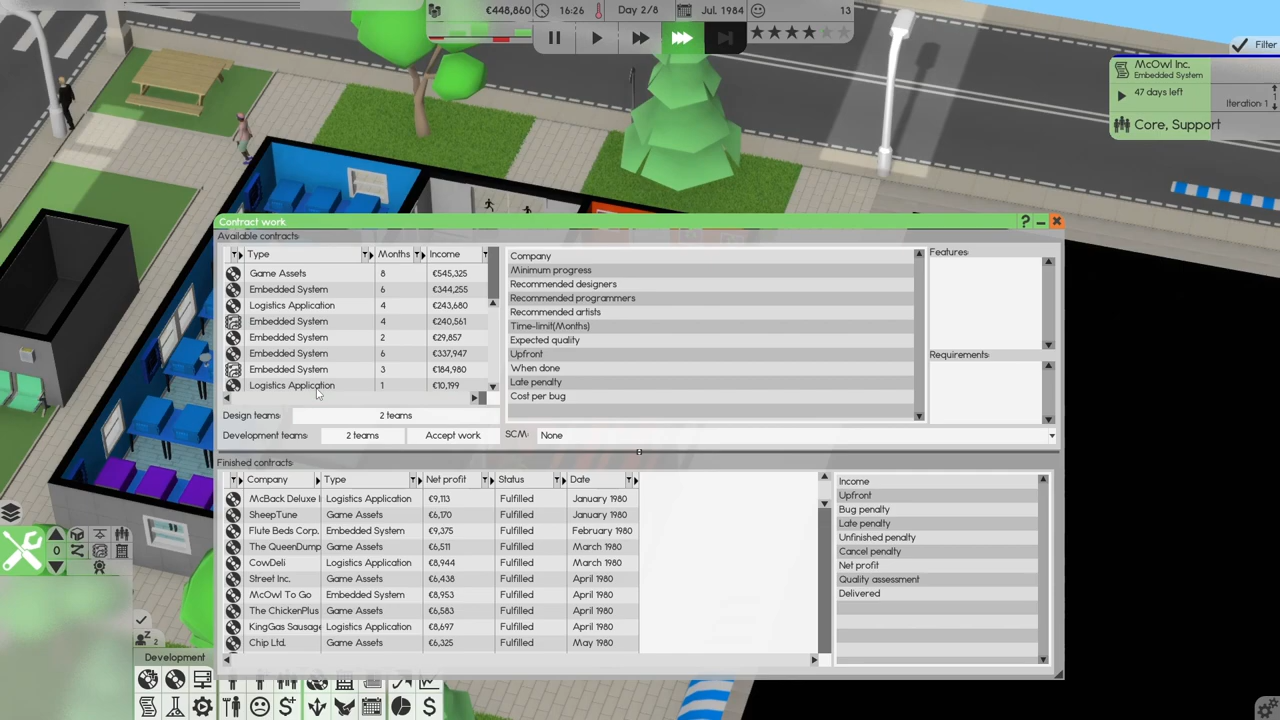 €448,860 16:26 Day 2/8 Jul. 1984 13
Filter
McOwl Inc.
Embedded System
47 days left
Iteration: 1
Core, Support
Contract work
?
Available contracts:
Type Months Income
Game Assets 8 €545,325
Embedded System 6 €344,255
Logistics Application 4 €243,680
Embedded System 4 €240,561
Embedded System 2 €29,857
Embedded System 6 €337,947
Embedded System 3 €184,980
Logistics Application 1 €10,199
Company
Minimum progress
Recommended designers
Recommended programmers
Recommended artists
Time-limit(Months)
Expected quality
Upfront
When done
Late penalty
Cost per bug
Features:
Requirements:
Design teams: 2 teams
Development teams: 2 teams Accept work SCM: None
Finished contracts:
Company Type Net profit Status Date
McBack Deluxe Logistics Application €9,113 Fulfilled January 1980
SheepTune Game Assets €6,170 Fulfilled January 1980
Flute Beds Corp. Embedded System €9,375 Fulfilled February 1980
The QueenDump Game Assets €6,511 Fulfilled March 1980
CowDeli Logistics Application €8,944 Fulfilled March 1980
Street Inc. Game Assets €6,438 Fulfilled April 1980
McOwl To Go Embedded System €8,953 Fulfilled April 1980
The ChickenPlus Game Assets €6,583 Fulfilled April 1980
KingGas Sausage Logistics Application €8,697 Fulfilled April 1980
Chip Ltd. Game Assets €6,325 Fulfilled May 1980
Income
Upfront
Bug penalty
Late penalty
Unfinished penalty
Cancel penalty
Net profit
Quality assessment
Delivered
0
2
Development